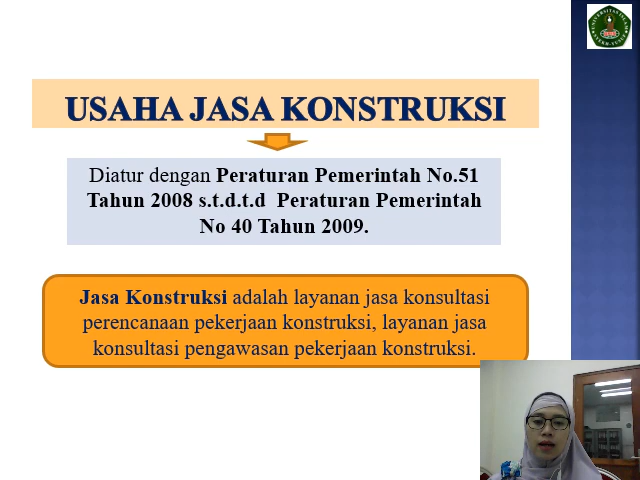 USAHA JASA KONSTRUKSI
Diatur dengan Peraturan Pemerintah No.51
Tahun 2008 s.t.d.t.d Peraturan Pemerintah
No 40 Tahun 2009.
Jasa Konstruksi adalah layanan jasa konsultasi
perencanaan pekerjaan konstruksi, layanan jasa
konsultasi pengawasan pekerjaan konstruksi.